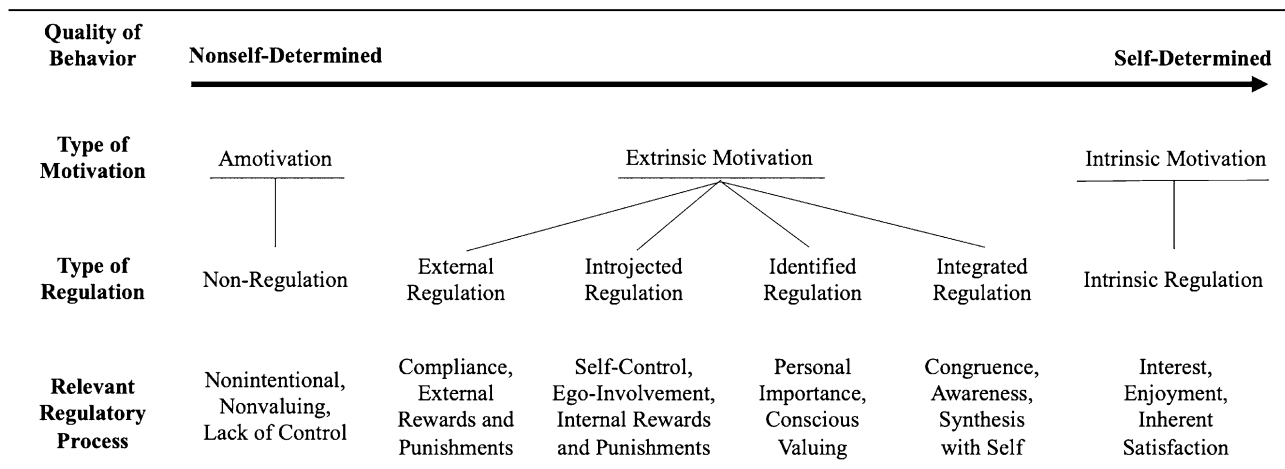 Quality of
Behavior
Nonself-Determined
Self-Determined
Type of
Motivation
Amotivation
Extrinsic Motivation
Intrinsic Motivation
Type of
Regulation
Non-Regulation
External
Regulation
Introjected
Regulation
Identified
Regulation
Integrated
Regulation
Intrinsic Regulation
Relevant
Regulatory
Process
Nonintentional,
Nonvaluing,
Lack of Control
Compliance,
External
Rewards and
Punishments
Self-Control,
Ego-Involvement,
Internal Rewards
and Punishments
Personal
Importance,
Conscious
Valuing
Congruence,
Awareness,
Synthesis
with Self
Interest,
Enjoyment,
Inherent
Satisfaction